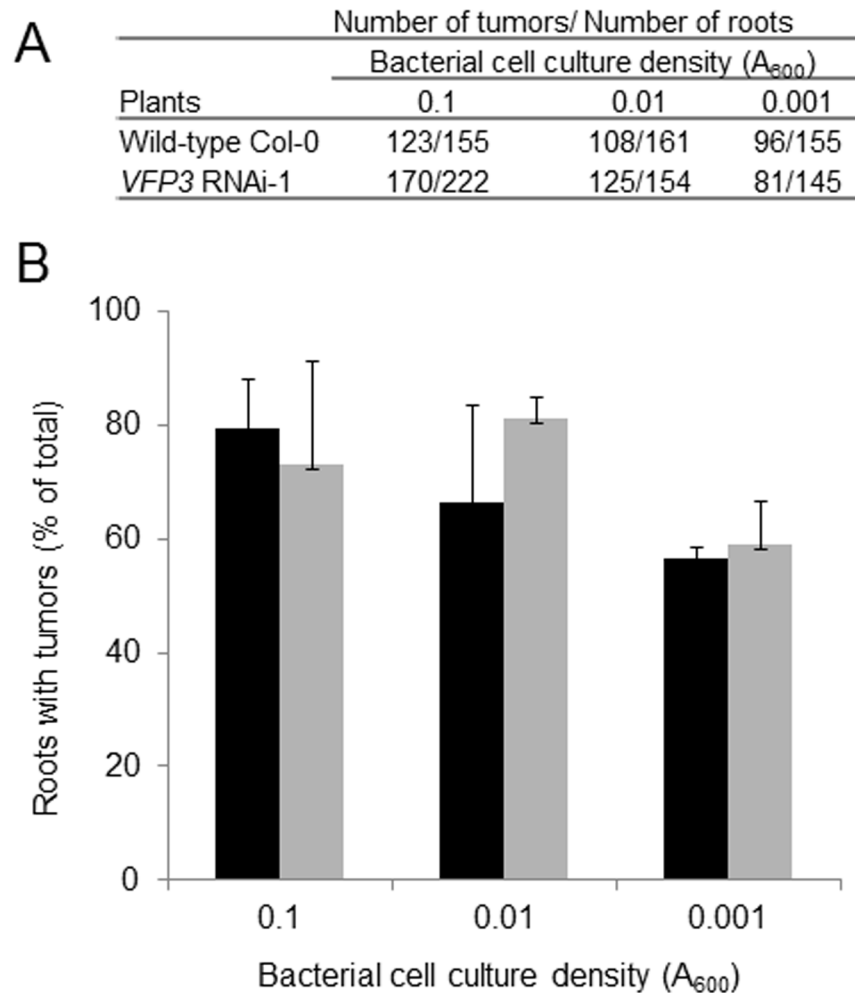 A
Number of tumors/ Number of roots
Bacterial cell culture density (A600)
Plants 0.1 0.01 0.001
Wild-type Col-0 123/155 108/161 96/155
VFP3 RNAi-1 170/222 125/154 81/145
B
100
80
60
40
20
0
Roots with tumors (% of total)
0.1 0.01 0.001
Bacterial cell culture density (A600)